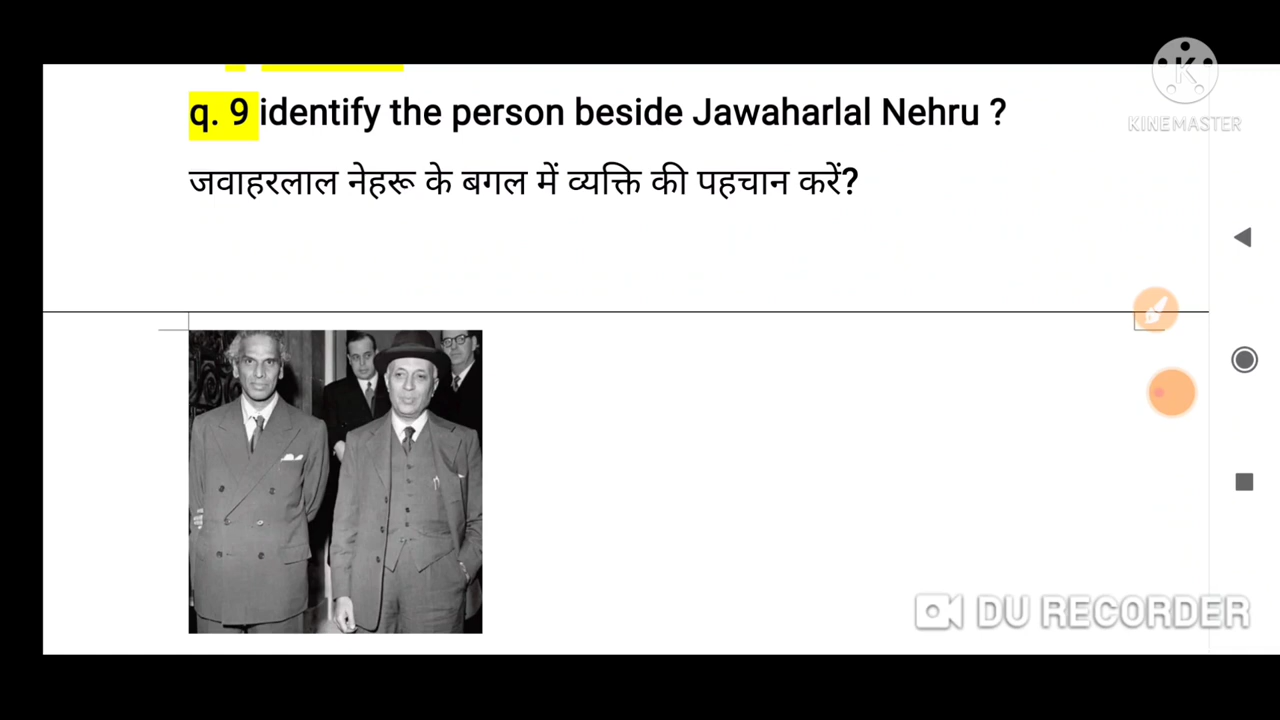 q. 9 identify the person beside Jawaharlal Nehru ?
जवाहरलाल नेहरू के बगल में व्यक्ति की पहचान करें?
K
KINEMASTER
DU RECORDER